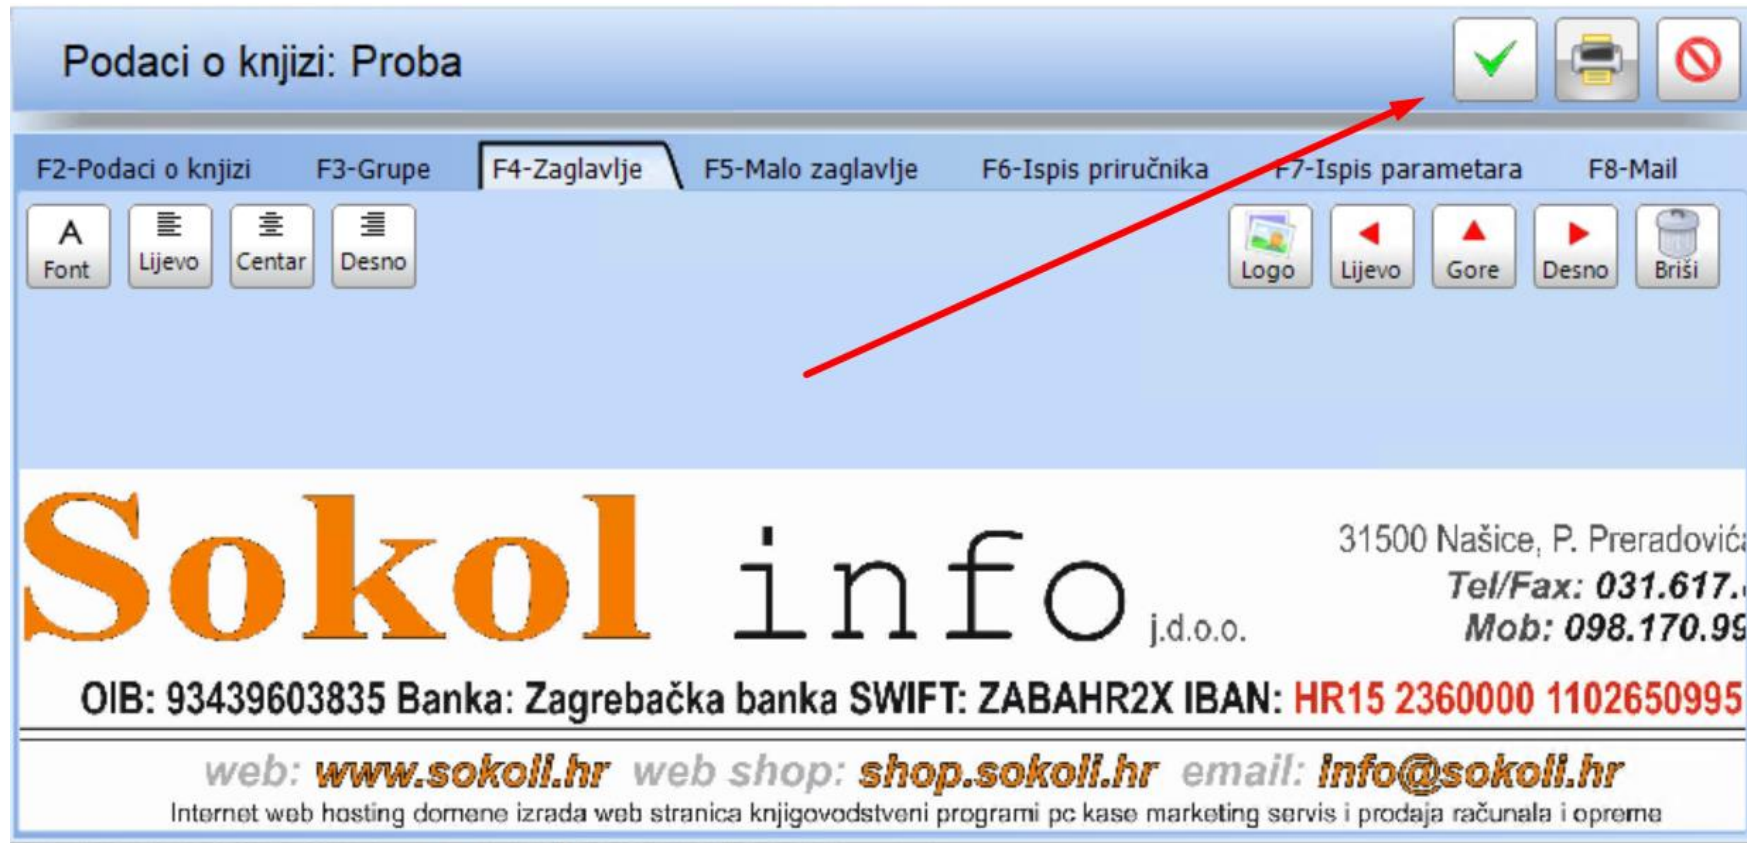 Podaci o knjizi: Proba
F2-Podaci o knjizi F3-Grupe F4-Zaglavlje F5-Malo zaglavlje F6-Ispis priručnika F7-Ispis parametara F8-Mail
A
Font Lijevo Centar Desno Logo Lijevo Gore Desno Briši
Sokol info j.d.o.o.
31500 Našice, P. Preradovića
Tel/Fax: 031.617.
Mob: 098.170.99
OIB: 93439603835 Banka: Zagrebačka banka SWIFT: ZABAHR2X IBAN: HR15 2360000 1102650995
web: www.sokoli.hr web shop: shop.sokoli.hr email: info@sokoli.hr
Internet web hosting domene izrada web stranica knjigovodstveni programi pc kase marketing servis i prodaja računala i opreme